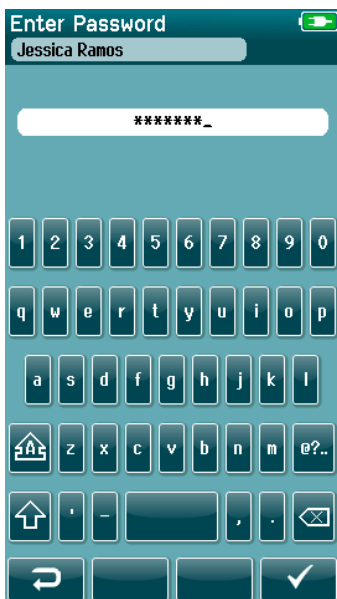 Enter Password
Jessica Ramos
*******_
1 2 3 4 5 6 7 8 9 0
q w e r t y u i o p
a s d f g h j k l
A z x c v b n m @?..
' - , .